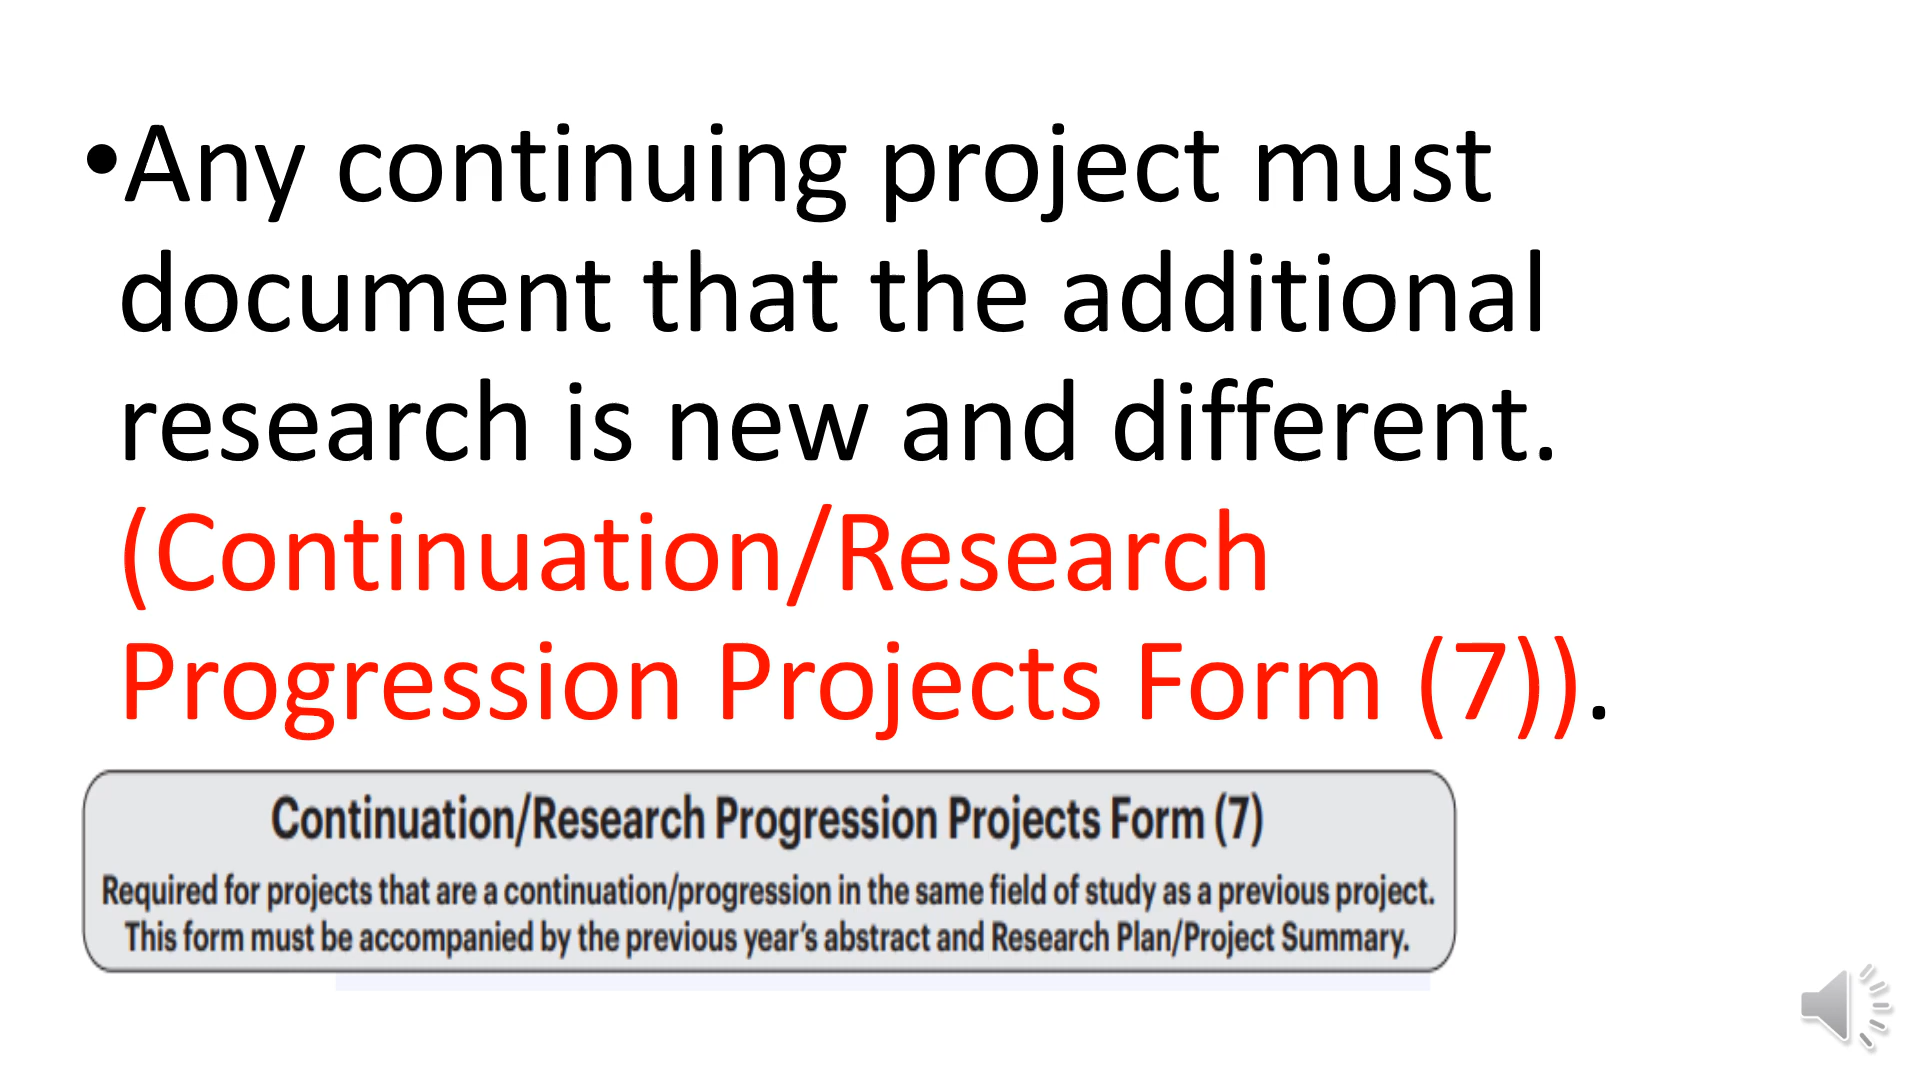 •Any continuing project must
document that the additional
research is new and different.
(Continuation/Research
Progression Projects Form (7)).
Continuation/Research Progression Projects Form (7)
Required for projects that are a continuation/progression in the same field of study as a previous project.
This form must be accompanied by the previous year’s abstract and Research Plan/Project Summary.